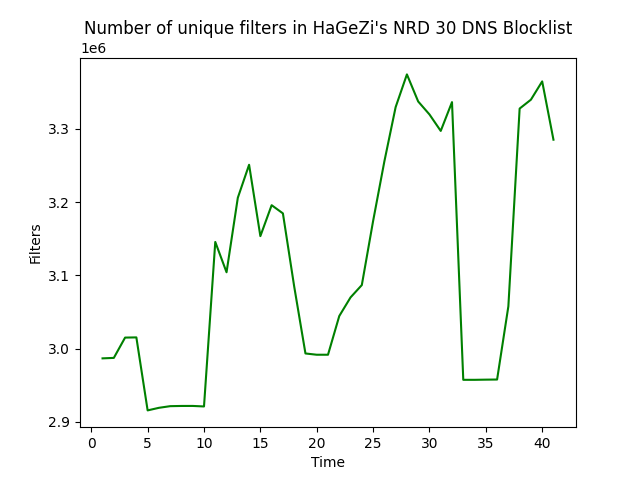 Number of unique filters in HaGeZi's NRD 30 DNS Blocklist
1e6
3.3
3.2
3.1
3.0
2.9
Filters
0 5 10 15 20 25 30 35 40
Time